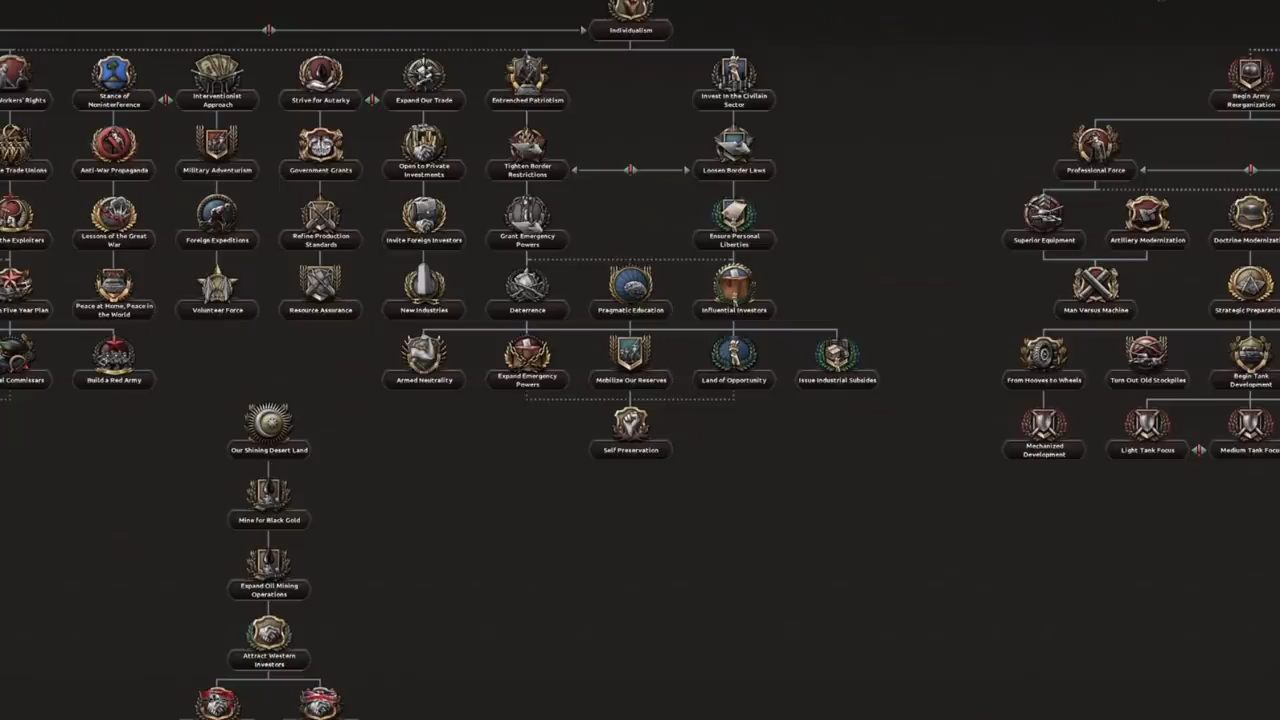 Individualism
Workers' Rights
Stance of
Noninterference
Interventionist
Approach
Strive for Autarky
Expand Our Trade
Entrenched Patriotism
Invest In the Civilain
Sector
Begin Army
Reorganization
Trade Unions
Anti-War Propaganda
Military Adventurism
Government Grants
Open to Private
Investments
Tighten Border
Restrictions
Loosen Border Laws
Professional Force
the Exploiters
Lessons of the Great
War
Foreign Expeditions
Refine Production
Standards
Invite Foreign Investors
Grant Emergency
Powers
Ensure Personal
Liberties
Superior Equipment
Artillery Modernization
Doctrine Moderniz
Five Year Plan
Peace at Home, Peace in
the World
Volunteer Force
Resource Assurance
New Industries
Deterrence
Pragmatic Education
Influential Investors
Man Versus Machine
Strategic Preparat
Commissars
Build a Red Army
Armed Neutrality
Expand Emergency
Powers
Mobilize Our Reserves
Land of Opportunity
Issue Industrial Subsides
From Hooves to Wheels
Turn Out Old Stockpiles
Begin Tank
Development
Our Shining Desert Land
Self Preservation
Mechanized
Development
Light Tank Focus
Medium Tank Focu
Mine for Black Gold
Expand Oil Mining
Operations
Attract Western
Investors